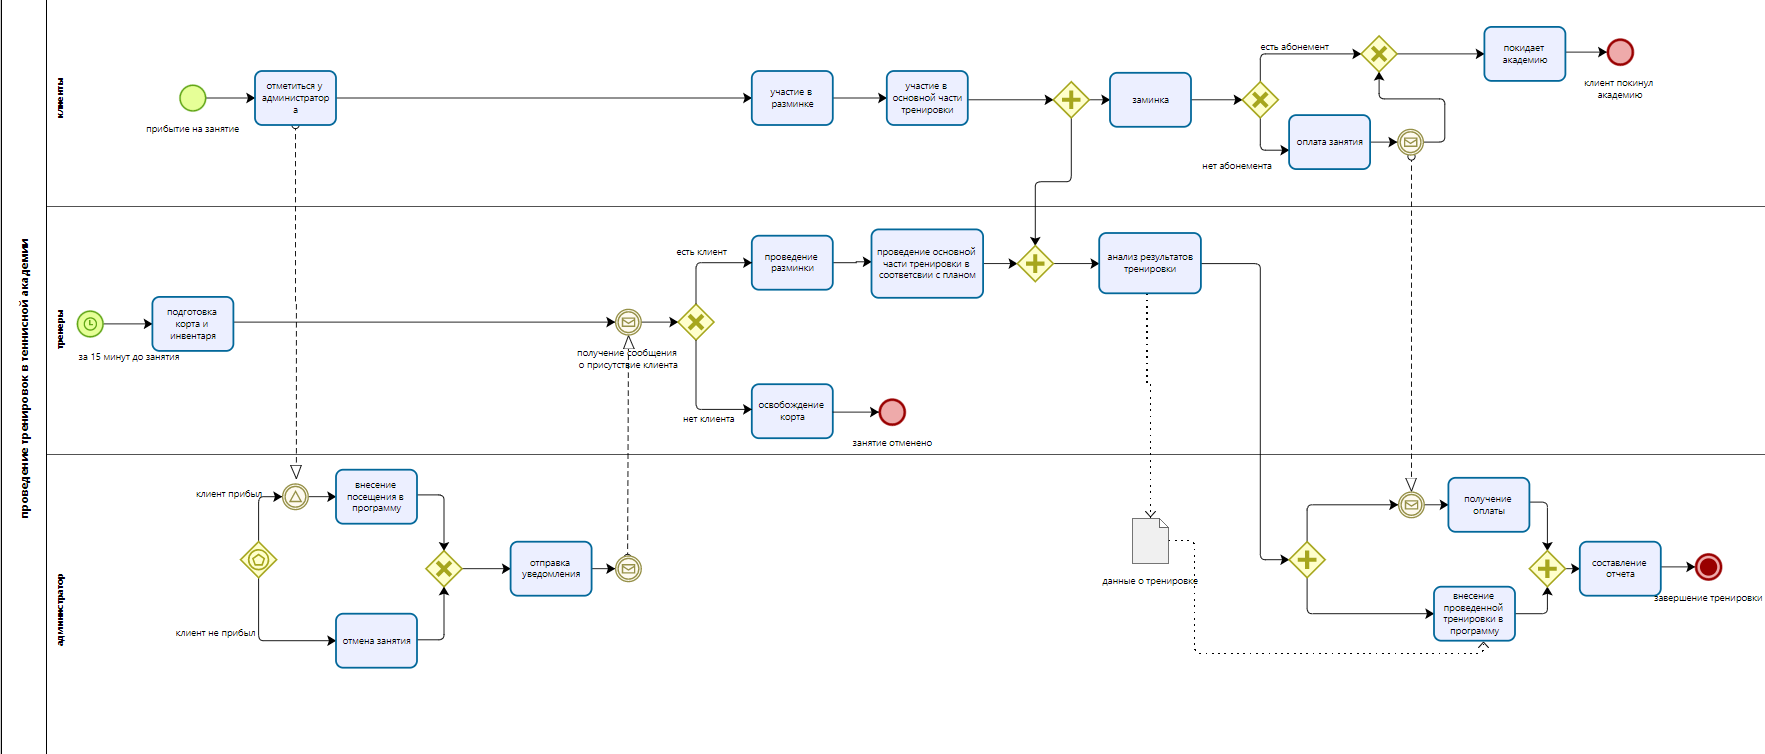 проведение тренировок в теннисной академии
клиенты
прибытие на занятие
отметиться у
администратор
а
участие в
разминке
участие в
основной части
тренировки
заминка
есть абонемент
нет абонемента
оплата занятия
покидает
академию
клиент покинул
академию
тренеры
за 15 минут до занятия
подготовка
корта и
инвентаря
получение сообщения
о присутствие клиента
есть клиент
нет клиента
проведение
разминки
проведение основной
части тренировки в
соответсвии с планом
анализ результатов
тренировки
освобождение
корта
занятие отменено
администратор
клиент прибыл
клиент не прибыл
внесение
посещения в
программу
отмена занятия
отправка
уведомления
данные о тренировке
получение
оплаты
внесение
проведенной
тренировки в
программу
составление
отчета
завершение тренировки